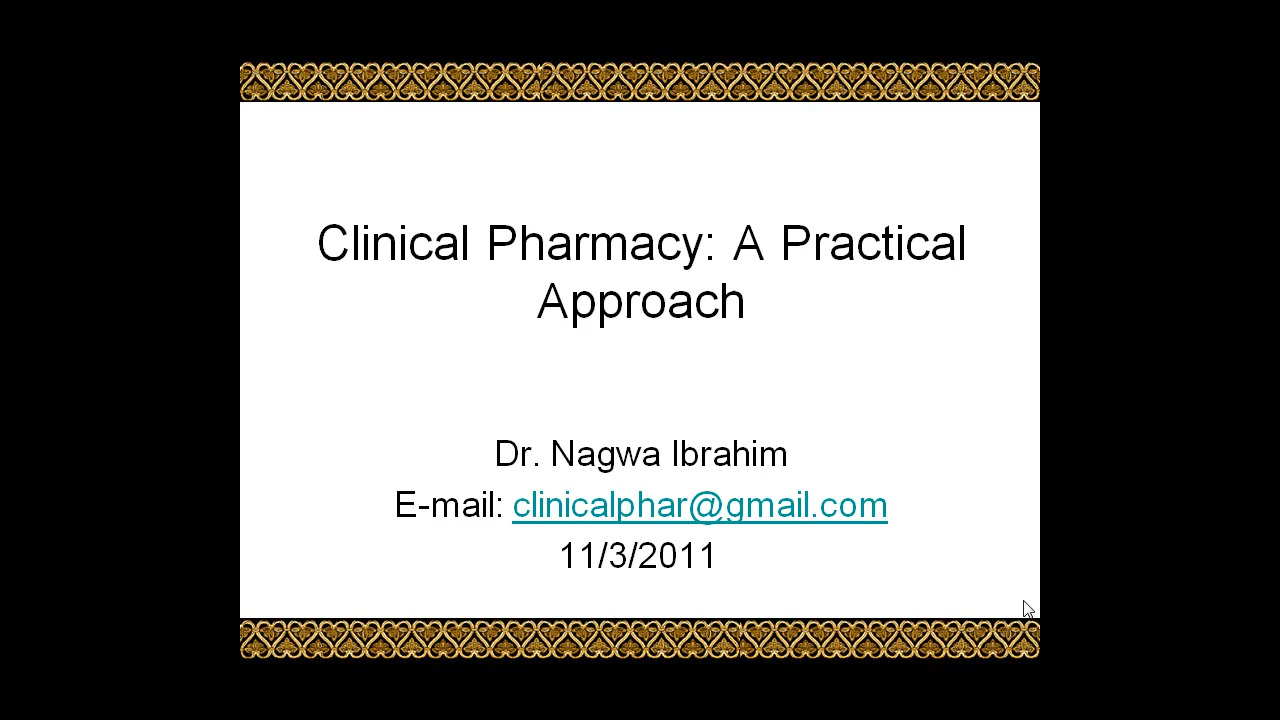 Clinical Pharmacy: A Practical
Approach
Dr. Nagwa Ibrahim
E-mail: clinicalphar@gmail.com
11/3/2011